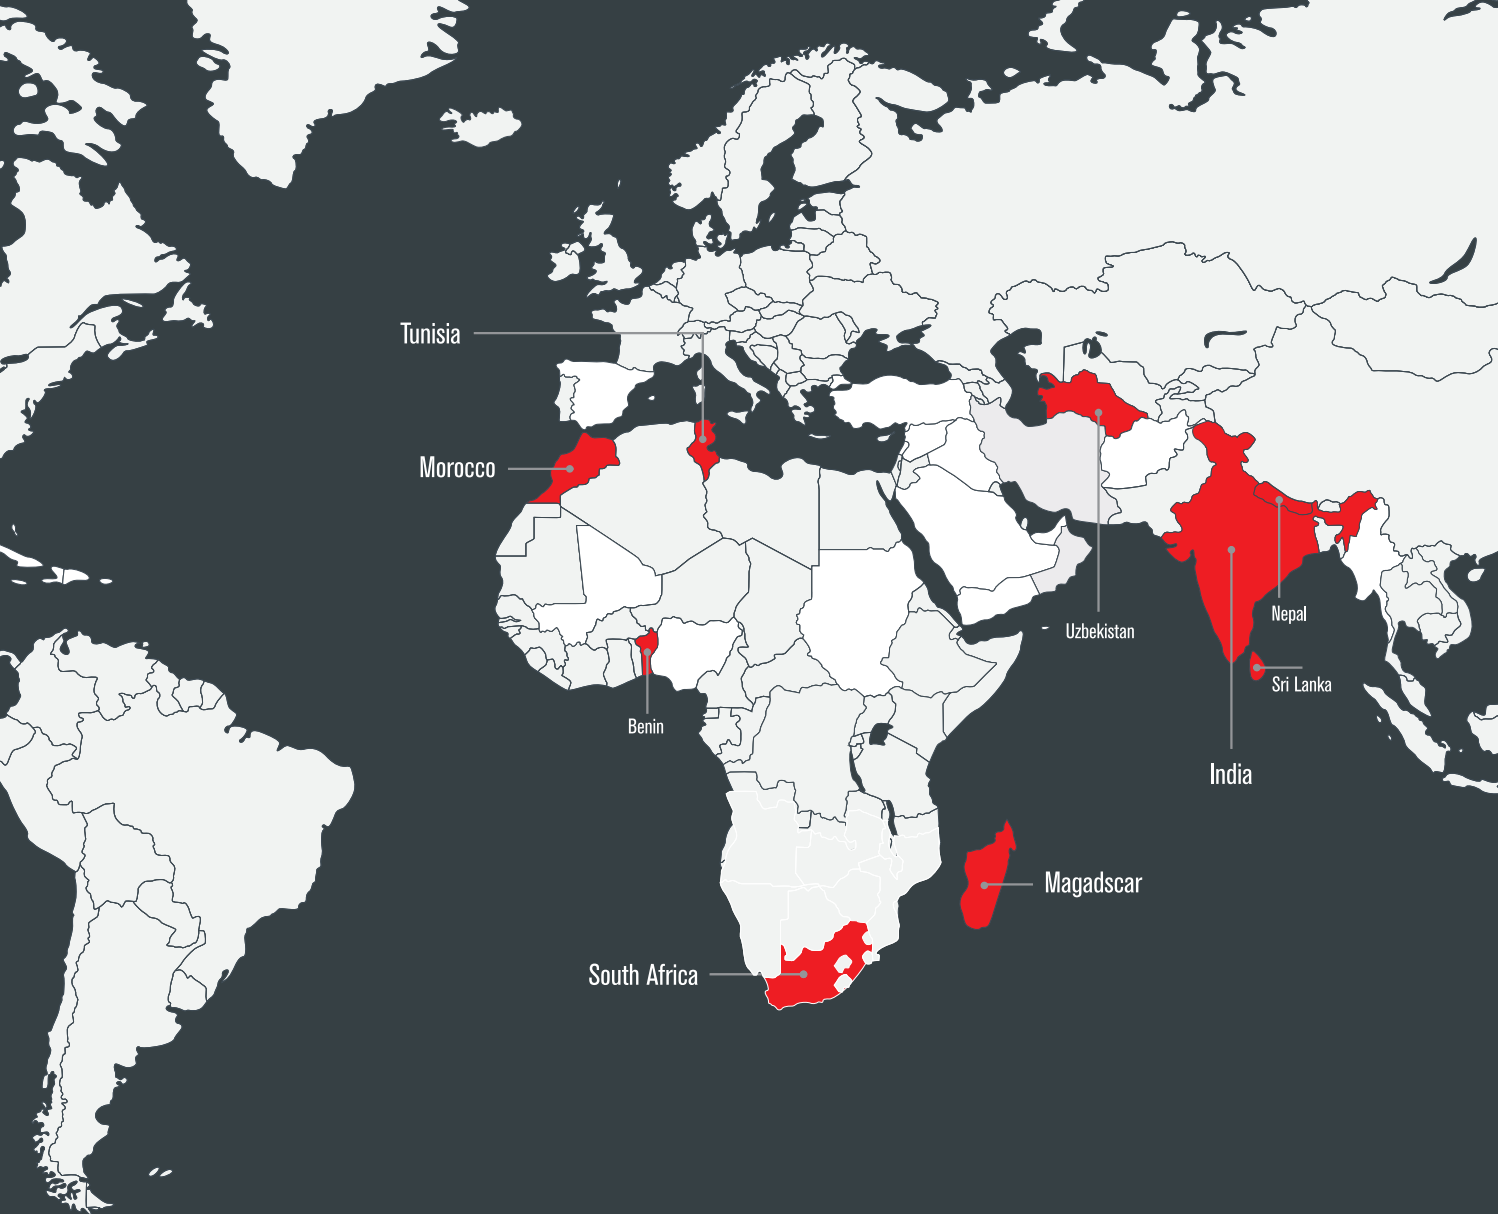 Tunisia
Morocco
Uzbekistan
Nepal
Sri Lanka
Benin
India
Magadscar
South Africa